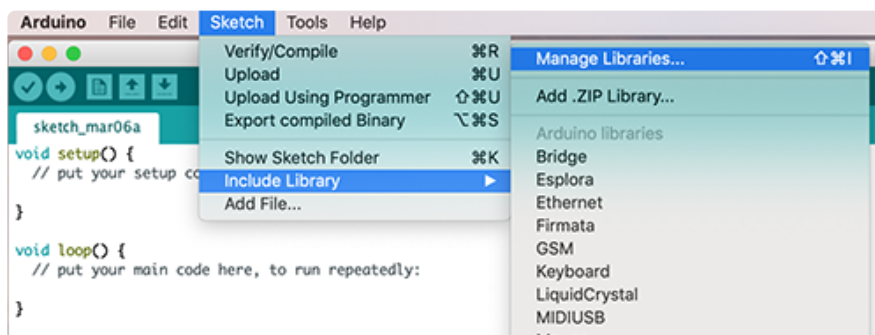 Arduino File Edit Sketch Tools Help
Verify/Compile ⌘R
Upload ⌘U
Upload Using Programmer ⇧⌘U
Export compiled Binary ⌥⌘S
Show Sketch Folder ⌘K
Include Library ▶
Add File...
Manage Libraries... ⇧⌘I
Add .ZIP Library...
Arduino libraries
Bridge
Esplora
Ethernet
Firmata
GSM
Keyboard
LiquidCrystal
MIDIUSB
sketch_mar06a
void setup() {
// put your setup
}
void loop() {
// put your main code here, to run repeatedly:
}